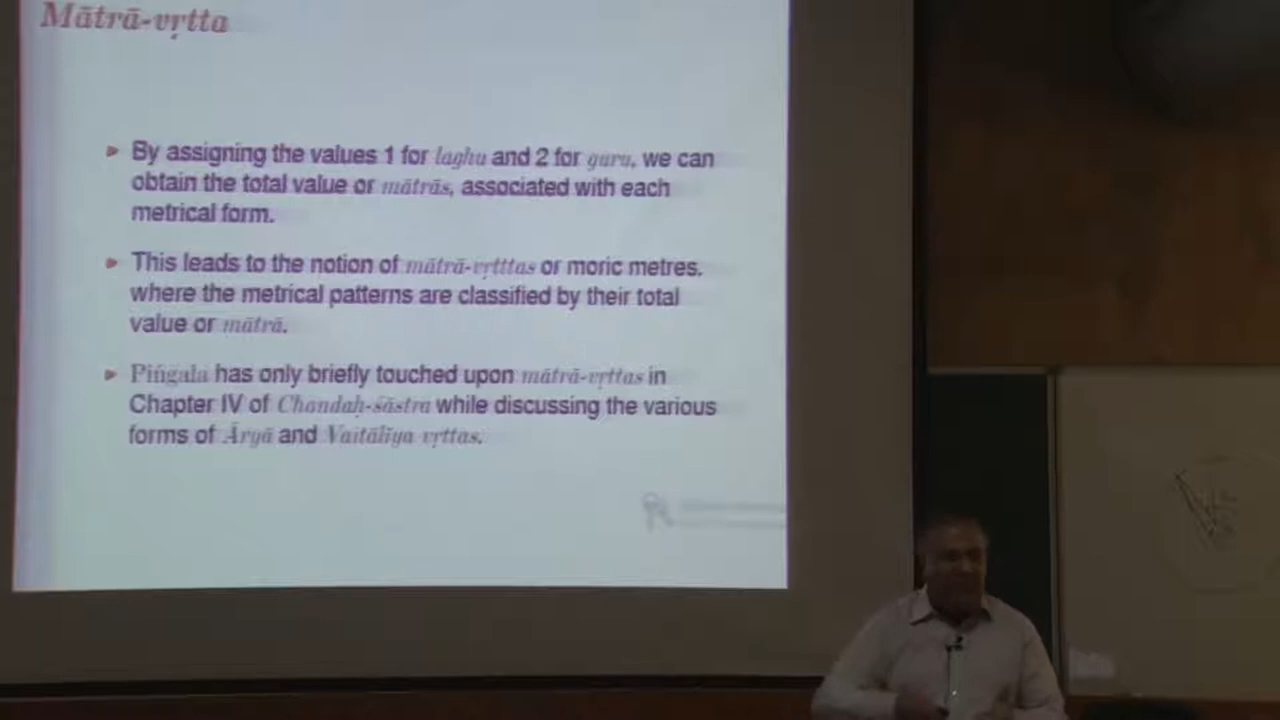 Mātrā-vṛtta
By assigning the values 1 for laghu and 2 for guru, we can
obtain the total value or mātrās, associated with each
metrical form.
This leads to the notion of mātrā-vṛtttas or moric metres,
where the metrical patterns are classified by their total
value or mātrā.
Piṅgala has only briefly touched upon mātrā-vṛttas in
Chapter IV of Chandaḥ-śāstra while discussing the various
forms of Āryā and Vaitālīya vṛttas.